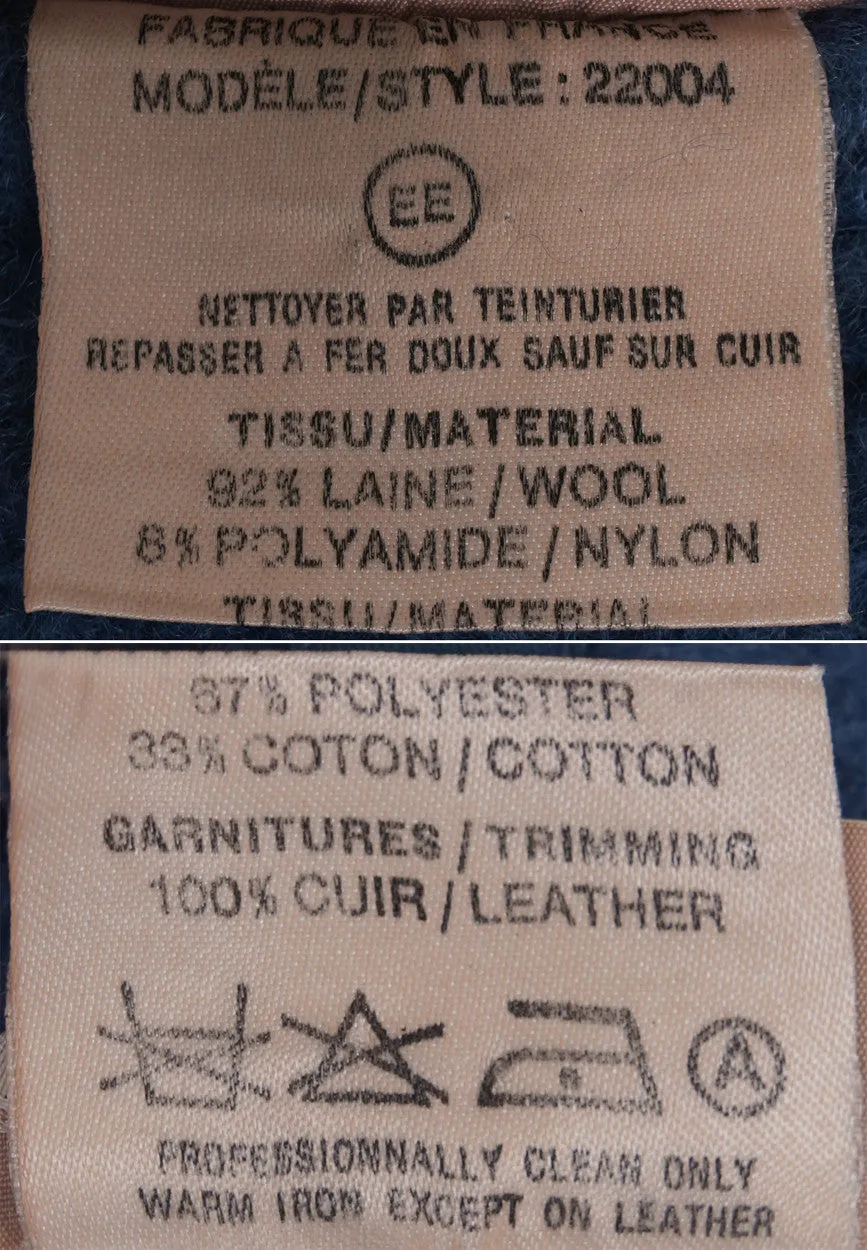 FABRIQUE EN FRANCE
MODÈLE/STYLE : 22004
EE
NETTOYER PAR TEINTURIER
REPASSER A FER DOUX SAUF SUR CUIR
TISSU/MATERIAL
92% LAINE / WOOL
8% POLYAMIDE / NYLON
TISSU/MATERIAL
67% POLYESTER
33% COTON / COTTON
GARNITURES / TRIMMING
100% CUIR / LEATHER
A
PROFESSIONNALLY CLEAN ONLY
WARM IRON EXCEPT ON LEATHER